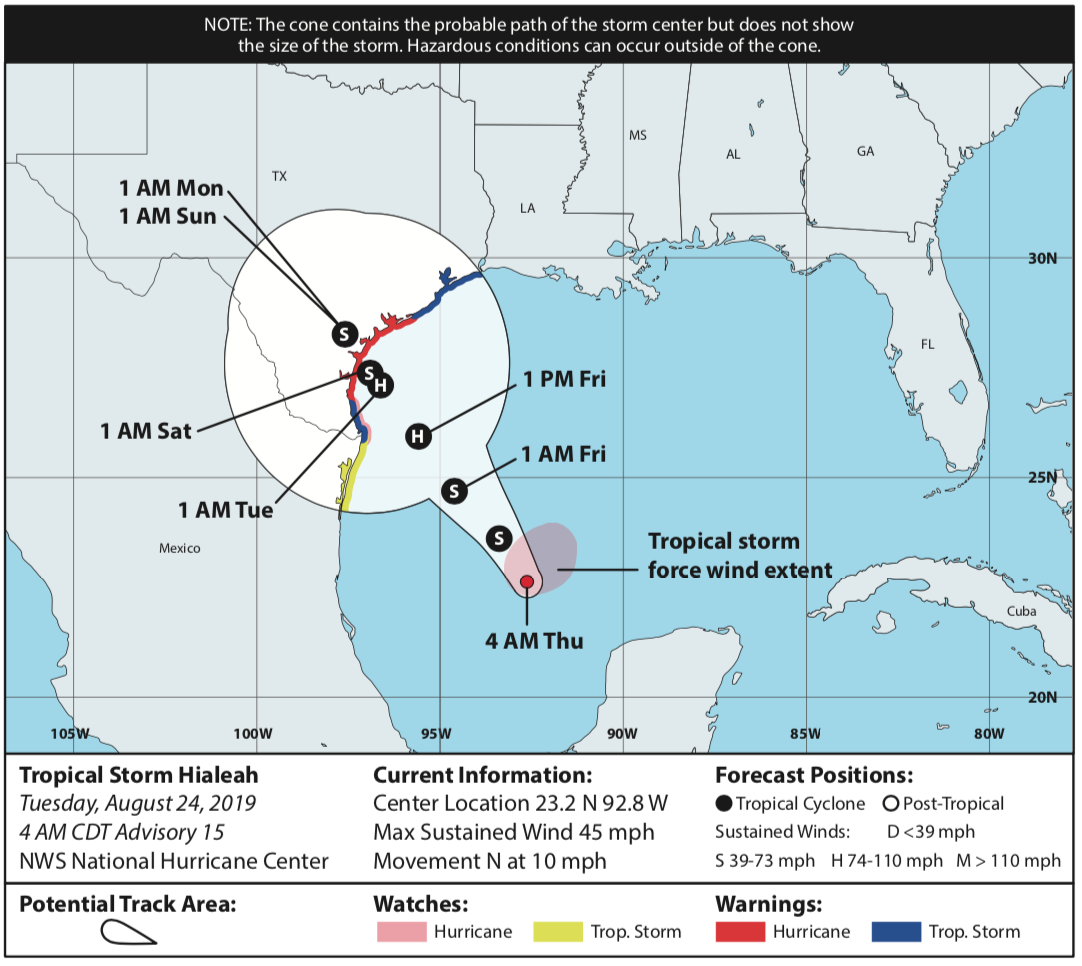 NOTE: The cone contains the probable path of the storm center but does not show
the size of the storm. Hazardous conditions can occur outside of the cone.
MS
AL
GA
TX
1 AM Mon
1 AM Sun
LA
30N
S
FL
S
H
1 PM Fri
1 AM Sat
H
1 AM Fri
25N
S
1 AM Tue
S
Mexico
Tropical storm
force wind extent
Cuba
4 AM Thu
20N
105W
100W
95W
90W
85W
80W
Tropical Storm Hialeah
Tuesday, August 24, 2019
4 AM CDT Advisory 15
NWS National Hurricane Center
Current Information:
Center Location 23.2 N 92.8 W
Max Sustained Wind 45 mph
Movement N at 10 mph
Forecast Positions:
Tropical Cyclone Post-Tropical
Sustained Winds: D <39 mph
S 39-73 mph H 74-110 mph M > 110 mph
Potential Track Area:
Watches:
Hurricane Trop. Storm
Warnings:
Hurricane Trop. Storm